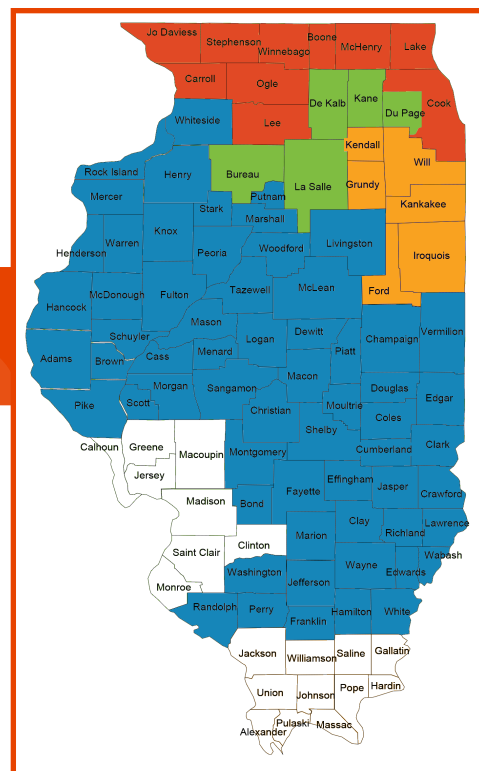 Jo Daviess
Stephenson
Winnebago
Boone
McHenry
Lake
Carroll
Ogle
De Kalb
Kane
Du Page
Cook
Whiteside
Lee
Kendall
Will
Rock Island
Henry
Bureau
La Salle
Grundy
Mercer
Putnam
Kankakee
Stark
Marshall
Knox
Henderson
Warren
Peoria
Woodford
Livingston
Iroquois
Hancock
McDonough
Fulton
Tazewell
McLean
Ford
Mason
Schuyler
Logan
Dewitt
Champaign
Vermilion
Adams
Brown
Cass
Menard
Piatt
Macon
Morgan
Sangamon
Douglas
Edgar
Pike
Scott
Christian
Moultrie
Coles
Shelby
Calhoun
Greene
Macoupin
Montgomery
Cumberland
Clark
Jersey
Effingham
Jasper
Madison
Bond
Fayette
Crawford
Clay
Richland
Lawrence
Saint Clair
Clinton
Marion
Wabash
Wayne
Edwards
Monroe
Washington
Jefferson
Randolph
Perry
Franklin
Hamilton
White
Jackson
Williamson
Saline
Gallatin
Union
Johnson
Pope
Hardin
Alexander
Pulaski
Massac